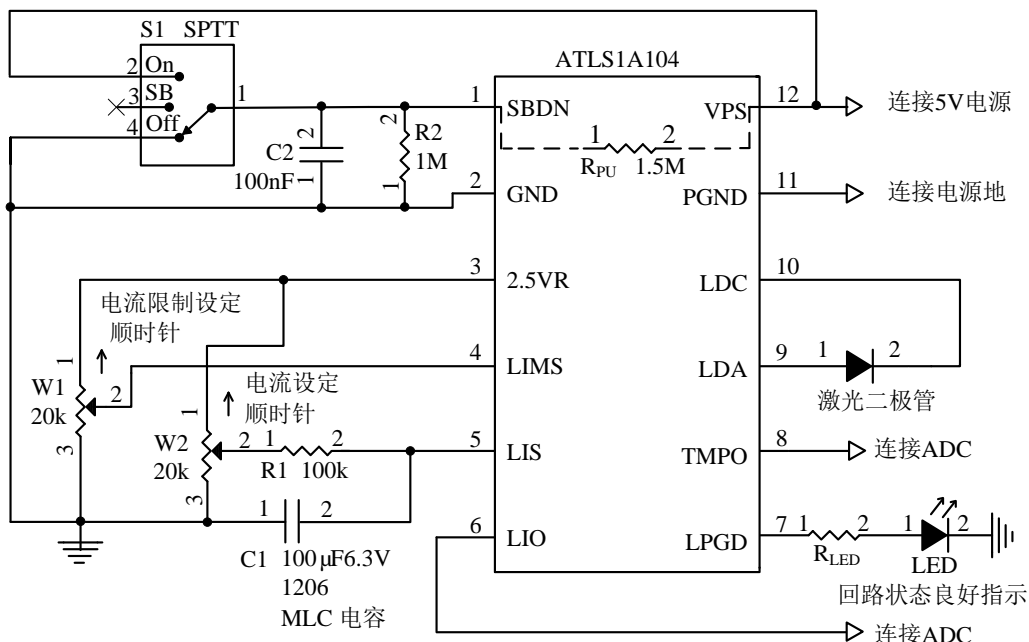 S1 SPTT
2 On
3 SB
4 Off
1
2
C2
100nF
1
2
R2
1M
1
ATLS1A104
1 SBDN
VPS 12
连接5V电源
1 2
RPU 1.5M
2 GND
PGND 11
连接电源地
3 2.5VR
LDC 10
电流限制设定
顺时针
1
W1
20k
2
3
4 LIMS
LDA 9
1 2
激光二极管
电流设定
顺时针
1
W2
20k
2
3
1 2
R1 100k
5 LIS
TMPO 8
连接ADC
1 2
C1 100μF6.3V
1206
MLC 电容
6 LIO
LPGD 7
1 2
RLED
1 2
LED
回路状态良好指示
连接ADC